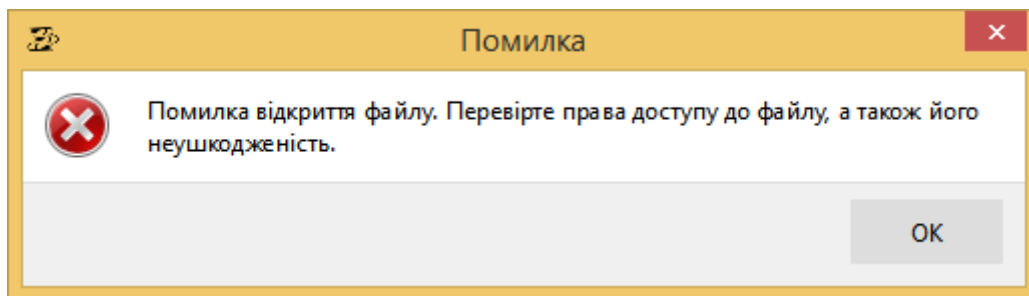 Помилка
Помилка відкриття файлу. Перевірте права доступу до файлу, а також його
неушкодженість.
OK